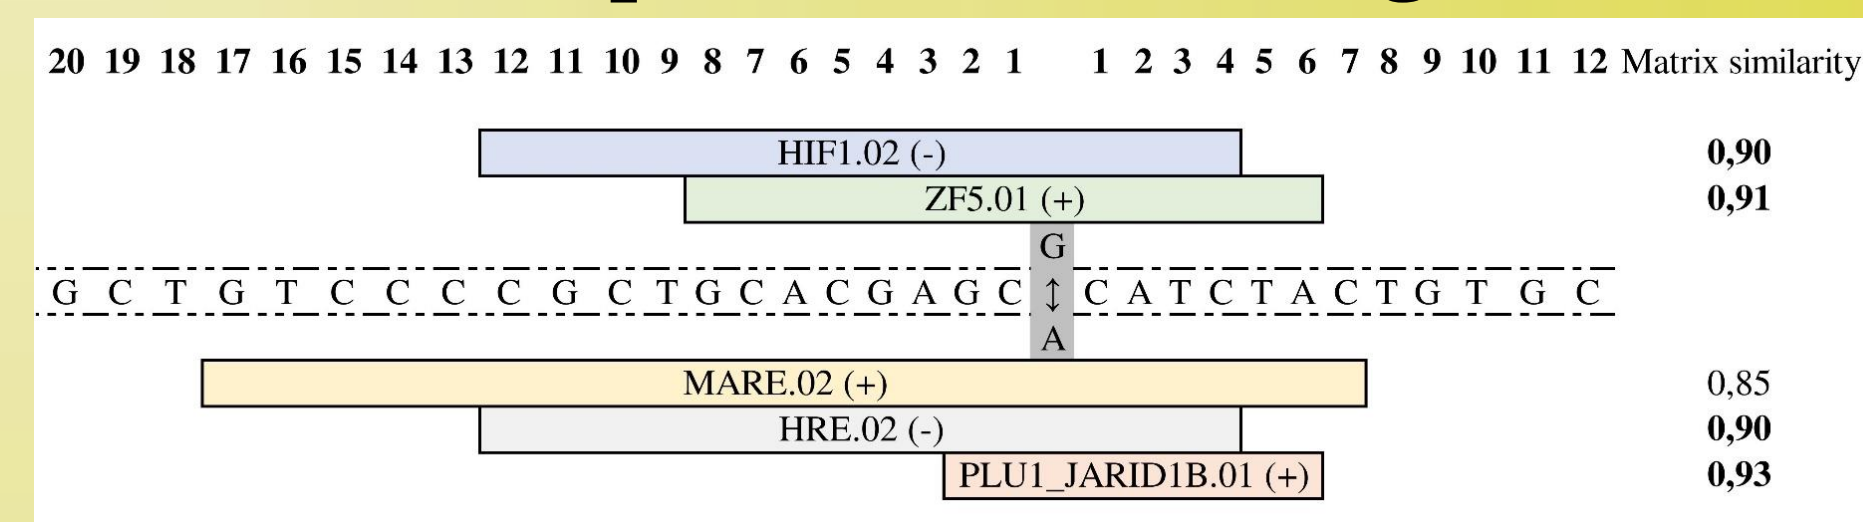 20 19 18 17 16 15 14 13 12 11 10 9 8 7 6 5 4 3 2 1 1 2 3 4 5 6 7 8 9 10 11 12 Matrix similarity
HIF1.02 (-) 0,90
ZF5.01 (+) 0,91
G
G C T G T C C C C G C T G C A C G A G C ↕ C A T C T A C T G T G C
A
MARE.02 (+) 0,85
HRE.02 (-) 0,90
PLU1_JARID1B.01 (+) 0,93